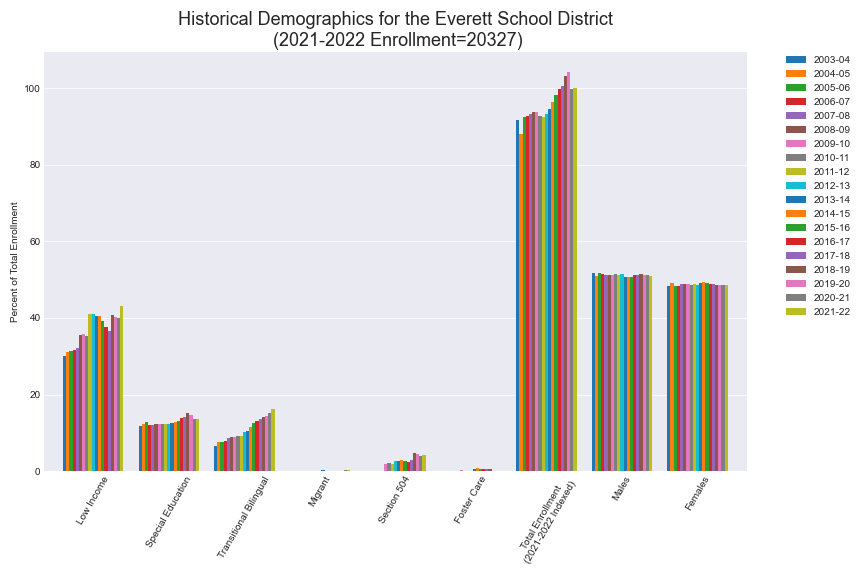 Historical Demographics for the Everett School District
(2021-2022 Enrollment=20327)
Percent of Total Enrollment
100
80
60
40
20
0
Low Income
Special Education
Transitional Bilingual
Migrant
Section 504
Foster Care
Total Enrollment
(2021-2022 Indexed)
Males
Females
2003-04
2004-05
2005-06
2006-07
2007-08
2008-09
2009-10
2010-11
2011-12
2012-13
2013-14
2014-15
2015-16
2016-17
2017-18
2018-19
2019-20
2020-21
2021-22